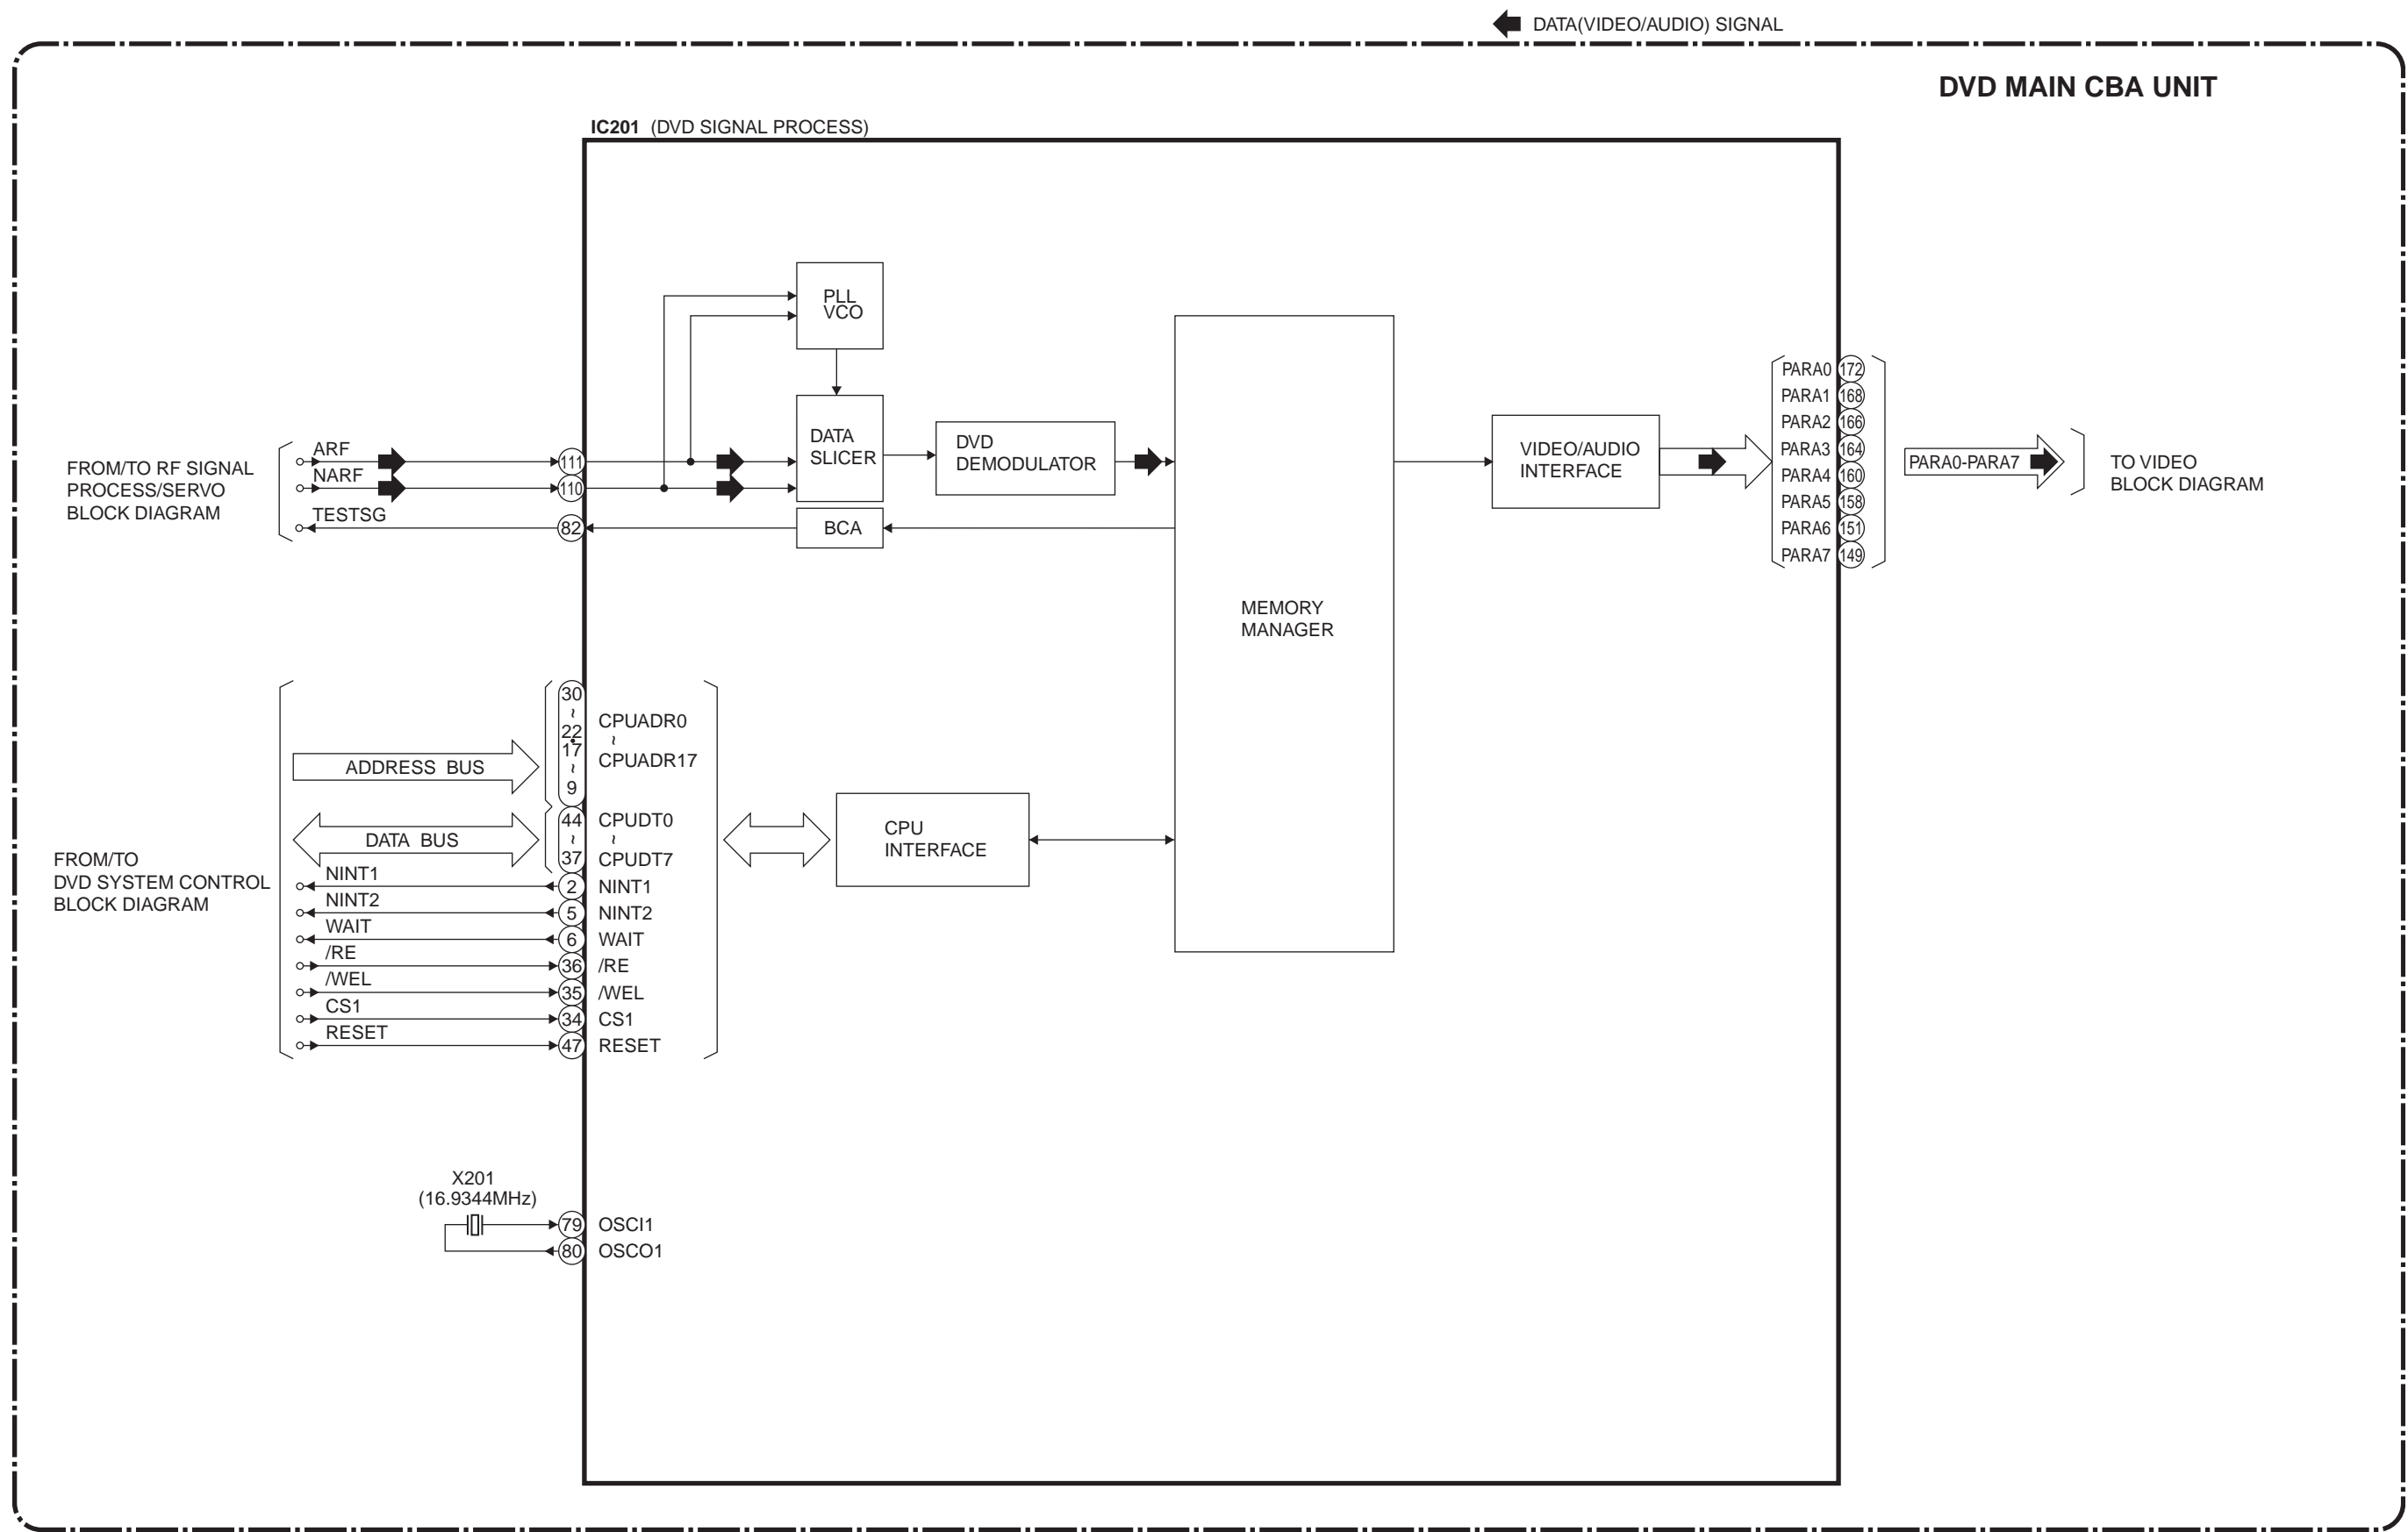 DATA(VIDEO/AUDIO) SIGNAL
DVD MAIN CBA UNIT
IC201 (DVD SIGNAL PROCESS)
PLL
VCO
DATA
SLICER
DVD
DEMODULATOR
BCA
MEMORY
MANAGER
VIDEO/AUDIO
INTERFACE
FROM/TO RF SIGNAL
PROCESS/SERVO
BLOCK DIAGRAM
ARF 111
NARF 110
TESTSG 82
PARA0 172
PARA1 168
PARA2 166
PARA3 164
PARA4 160
PARA5 158
PARA6 151
PARA7 149
PARA0-PARA7
TO VIDEO
BLOCK DIAGRAM
FROM/TO
DVD SYSTEM CONTROL
BLOCK DIAGRAM
ADDRESS BUS
30
~
22
17
~
9
CPUADR0
~
CPUADR17
DATA BUS
44 CPUDT0
~ ~
37 CPUDT7
NINT1 2 NINT1
NINT2 5 NINT2
WAIT 6 WAIT
/RE 36 /RE
/WEL 35 /WEL
CS1 34 CS1
RESET 47 RESET
CPU
INTERFACE
X201
(16.9344MHz)
79 OSCI1
80 OSCO1